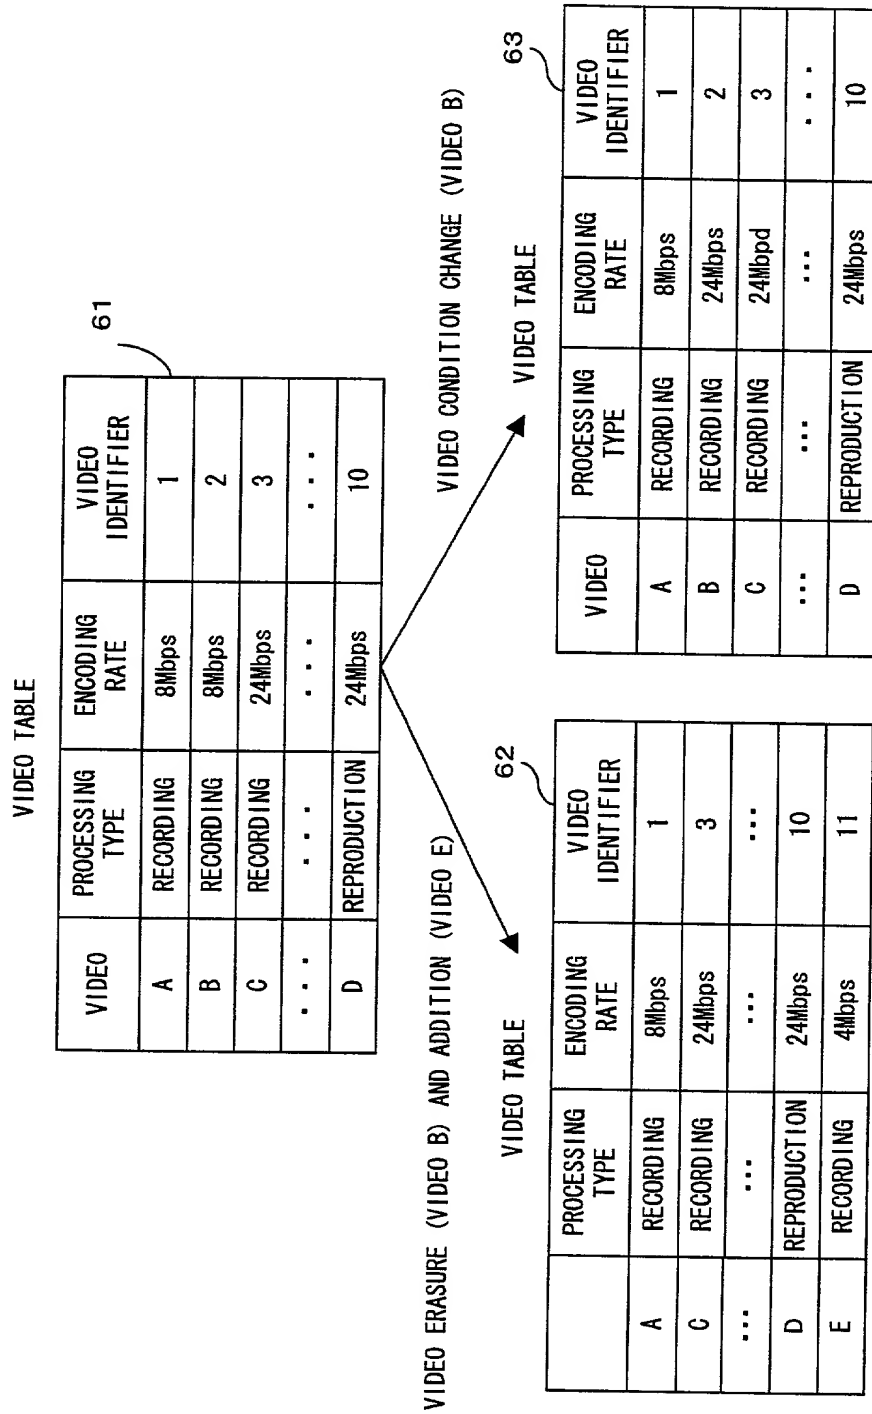 VIDEO TABLE
61
VIDEO PROCESSING TYPE ENCODING RATE VIDEO IDENTIFIER
A RECORDING 8Mbps 1
B RECORDING 8Mbps 2
C RECORDING 24Mbps 3
... ... ... ...
D REPRODUCTION 24Mbps 10
VIDEO ERASURE (VIDEO B) AND ADDITION (VIDEO E)
VIDEO CONDITION CHANGE (VIDEO B)
VIDEO TABLE
62
PROCESSING TYPE ENCODING RATE VIDEO IDENTIFIER
A RECORDING 8Mbps 1
C RECORDING 24Mbps 3
... ... ... ...
D REPRODUCTION 24Mbps 10
E RECORDING 4Mbps 11
VIDEO TABLE
63
VIDEO PROCESSING TYPE ENCODING RATE VIDEO IDENTIFIER
A RECORDING 8Mbps 1
B RECORDING 24Mbps 2
C RECORDING 24Mbpd 3
... ... ... ...
D REPRODUCTION 24Mbps 10